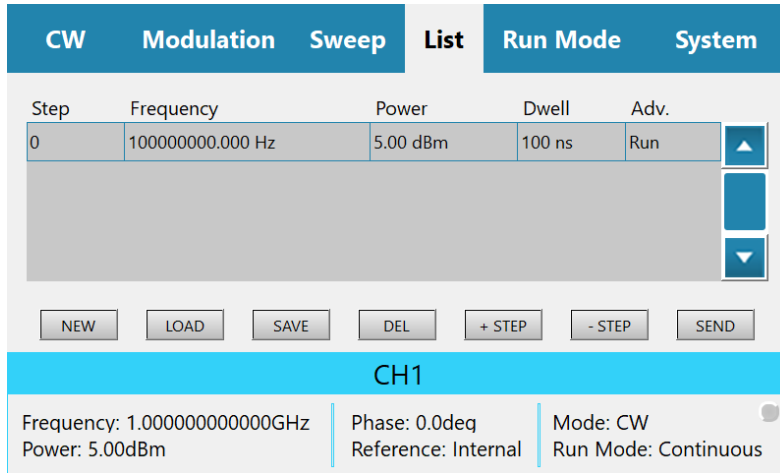 CW Modulation Sweep List Run Mode System
Step Frequency Power Dwell Adv.
0 100000000.000 Hz 5.00 dBm 100 ns Run
NEW LOAD SAVE DEL + STEP - STEP SEND
CH1
Frequency: 1.000000000000GHz Phase: 0.0deg Mode: CW
Power: 5.00dBm Reference: Internal Run Mode: Continuous